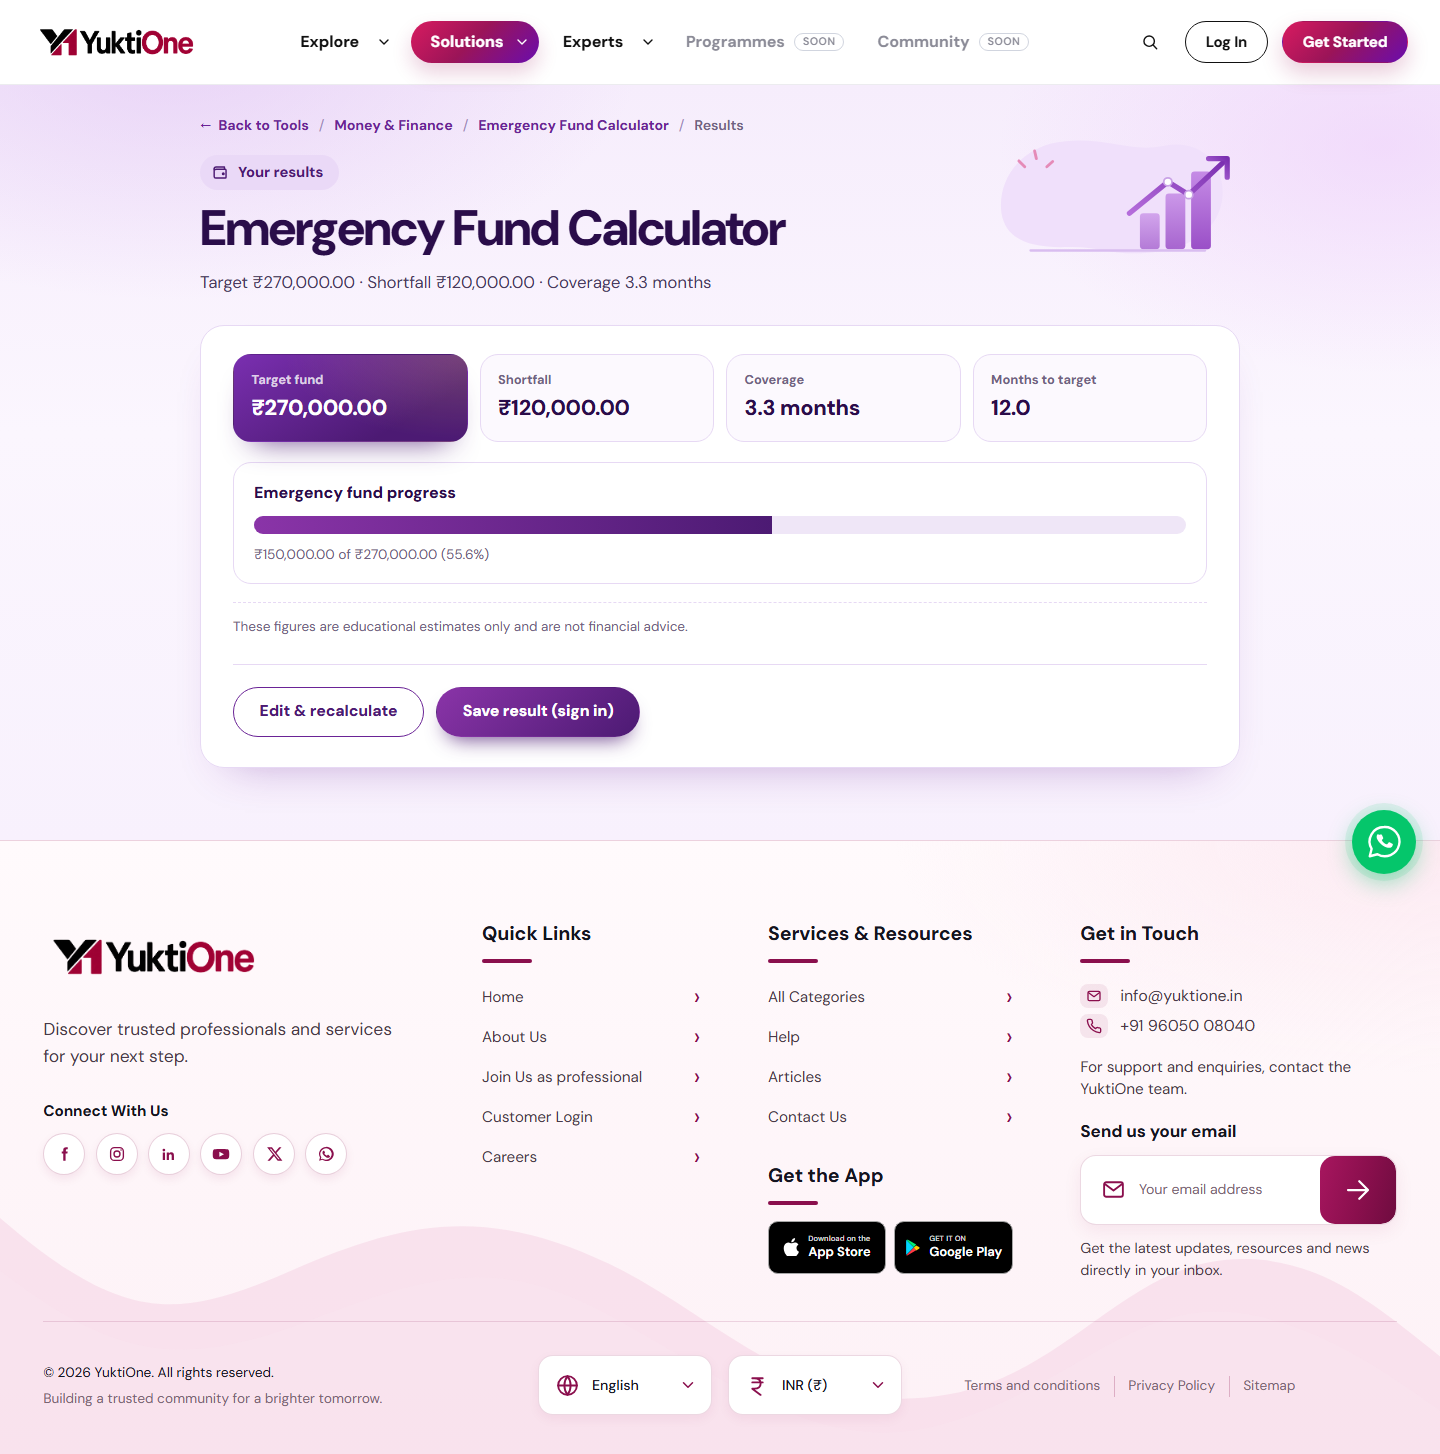 YuktiOne
Explore
Solutions
Experts
Programmes SOON
Community SOON
Log In
Get Started
← Back to Tools / Money & Finance / Emergency Fund Calculator / Results
Your results
Emergency Fund Calculator
Target ₹270,000.00 · Shortfall ₹120,000.00 · Coverage 3.3 months
Target fund
₹270,000.00
Shortfall
₹120,000.00
Coverage
3.3 months
Months to target
12.0
Emergency fund progress
₹150,000.00 of ₹270,000.00 (55.6%)
These figures are educational estimates only and are not financial advice.
Edit & recalculate
Save result (sign in)
YuktiOne
Discover trusted professionals and services
for your next step.
Connect With Us
Quick Links
Home
About Us
Join Us as professional
Customer Login
Careers
Services & Resources
All Categories
Help
Articles
Contact Us
Get the App
Download on the
App Store
GET IT ON
Google Play
Get in Touch
info@yuktione.in
+91 96050 08040
For support and enquiries, contact the
YuktiOne team.
Send us your email
Your email address
Get the latest updates, resources and news
directly in your inbox.
© 2026 YuktiOne. All rights reserved.
Building a trusted community for a brighter tomorrow.
English
₹ INR (₹)
Terms and conditions
Privacy Policy
Sitemap